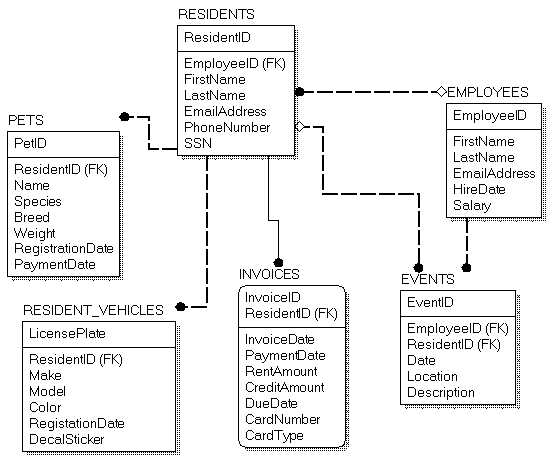 RESIDENTS
ResidentID
EmployeeID (FK)
FirstName
LastName
EmailAddress
PhoneNumber
SSN
EMPLOYEES
EmployeeID
FirstName
LastName
EmailAddress
HireDate
Salary
PETS
PetID
ResidentID (FK)
Name
Species
Breed
Weight
RegistrationDate
PaymentDate
INVOICES
InvoiceID
ResidentID (FK)
InvoiceDate
PaymentDate
RentAmount
CreditAmount
DueDate
CardNumber
CardType
EVENTS
EventID
EmployeeID (FK)
ResidentID (FK)
Date
Location
Description
RESIDENT_VEHICLES
LicensePlate
ResidentID (FK)
Make
Model
Color
RegistationDate
DecalSticker